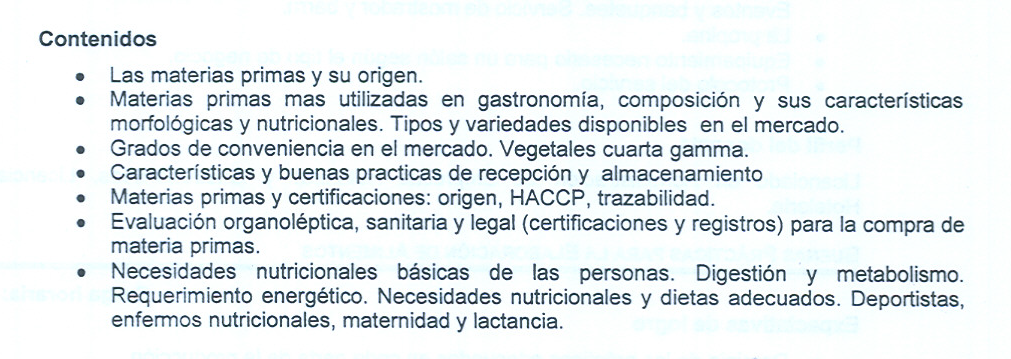 Contenidos
• Las materias primas y su origen.
• Materias primas mas utilizadas en gastronomía, composición y sus características
morfológicas y nutricionales. Tipos y variedades disponibles en el mercado.
• Grados de conveniencia en el mercado. Vegetales cuarta gamma.
• Características y buenas practicas de recepción y almacenamiento
• Materias primas y certificaciones: origen, HACCP, trazabilidad.
• Evaluación organoléptica, sanitaria y legal (certificaciones y registros) para la compra de
materia primas.
• Necesidades nutricionales básicas de las personas. Digestión y metabolismo.
Requerimiento energético. Necesidades nutricionales y dietas adecuados. Deportistas,
enfermos nutricionales, maternidad y lactancia.